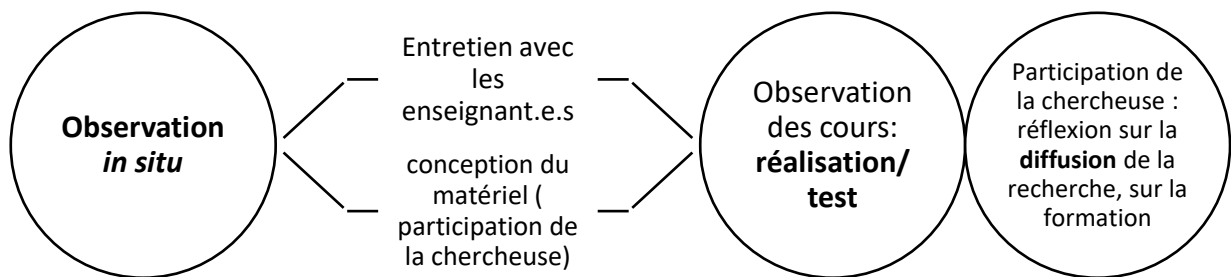 Observation
in situ
Entretien avec
les
enseignant.e.s
conception du
matériel (
participation de
la chercheuse)
Observation
des cours:
réalisation/
test
Participation de
la chercheuse :
réflexion sur la
diffusion de la
recherche, sur la
formation